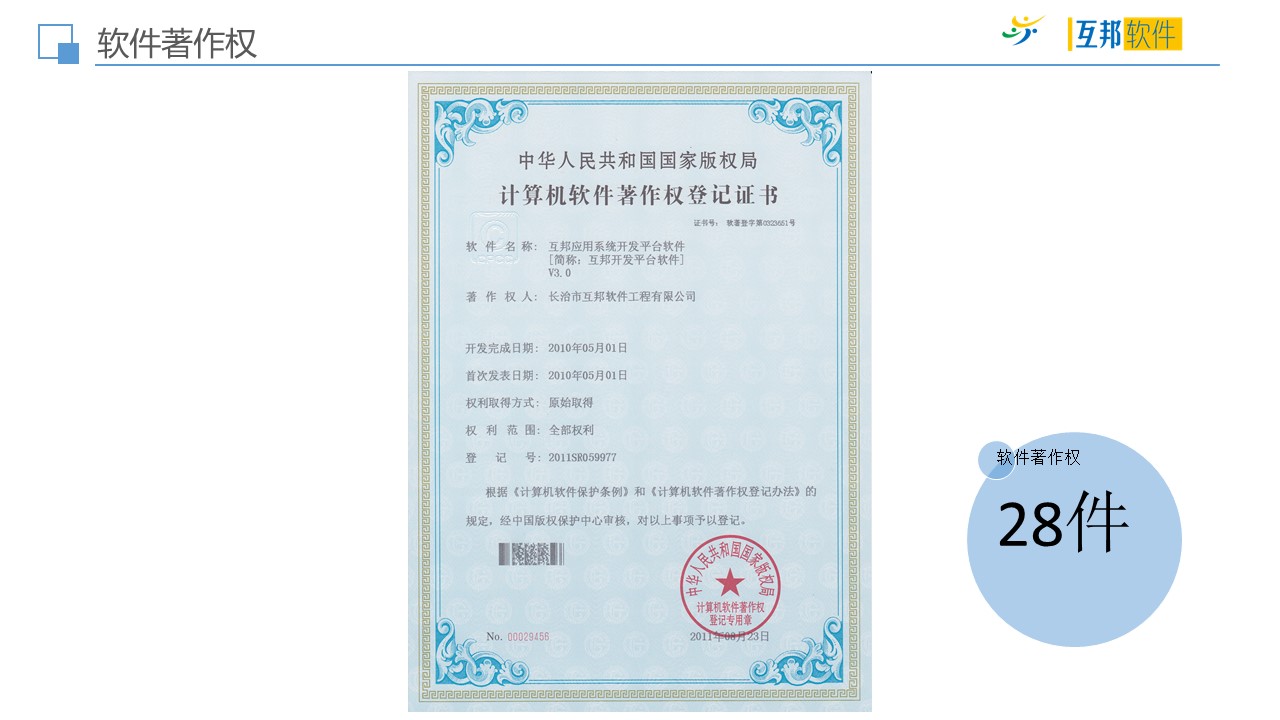 软件著作权
互邦软件
中华人民共和国国家版权局
计算机软件著作权登记证书
证书号: 软著登字第0323651号
软件名称: 互邦应用系统开发平台软件
[简称: 互邦开发平台软件]
V3.0
著作权人: 长治市互邦软件工程有限公司
开发完成日期: 2010年05月01日
首次发表日期: 2010年05月01日
权利取得方式: 原始取得
权利范围: 全部权利
登记号: 2011SR059977
根据《计算机软件保护条例》和《计算机软件著作权登记办法》的
规定，经中国版权保护中心审核，对以上事项予以登记。
中华人民共和国国家版权局
计算机软件著作权
登记专用章
No. 00029456
2011年08月23日
软件著作权
28件